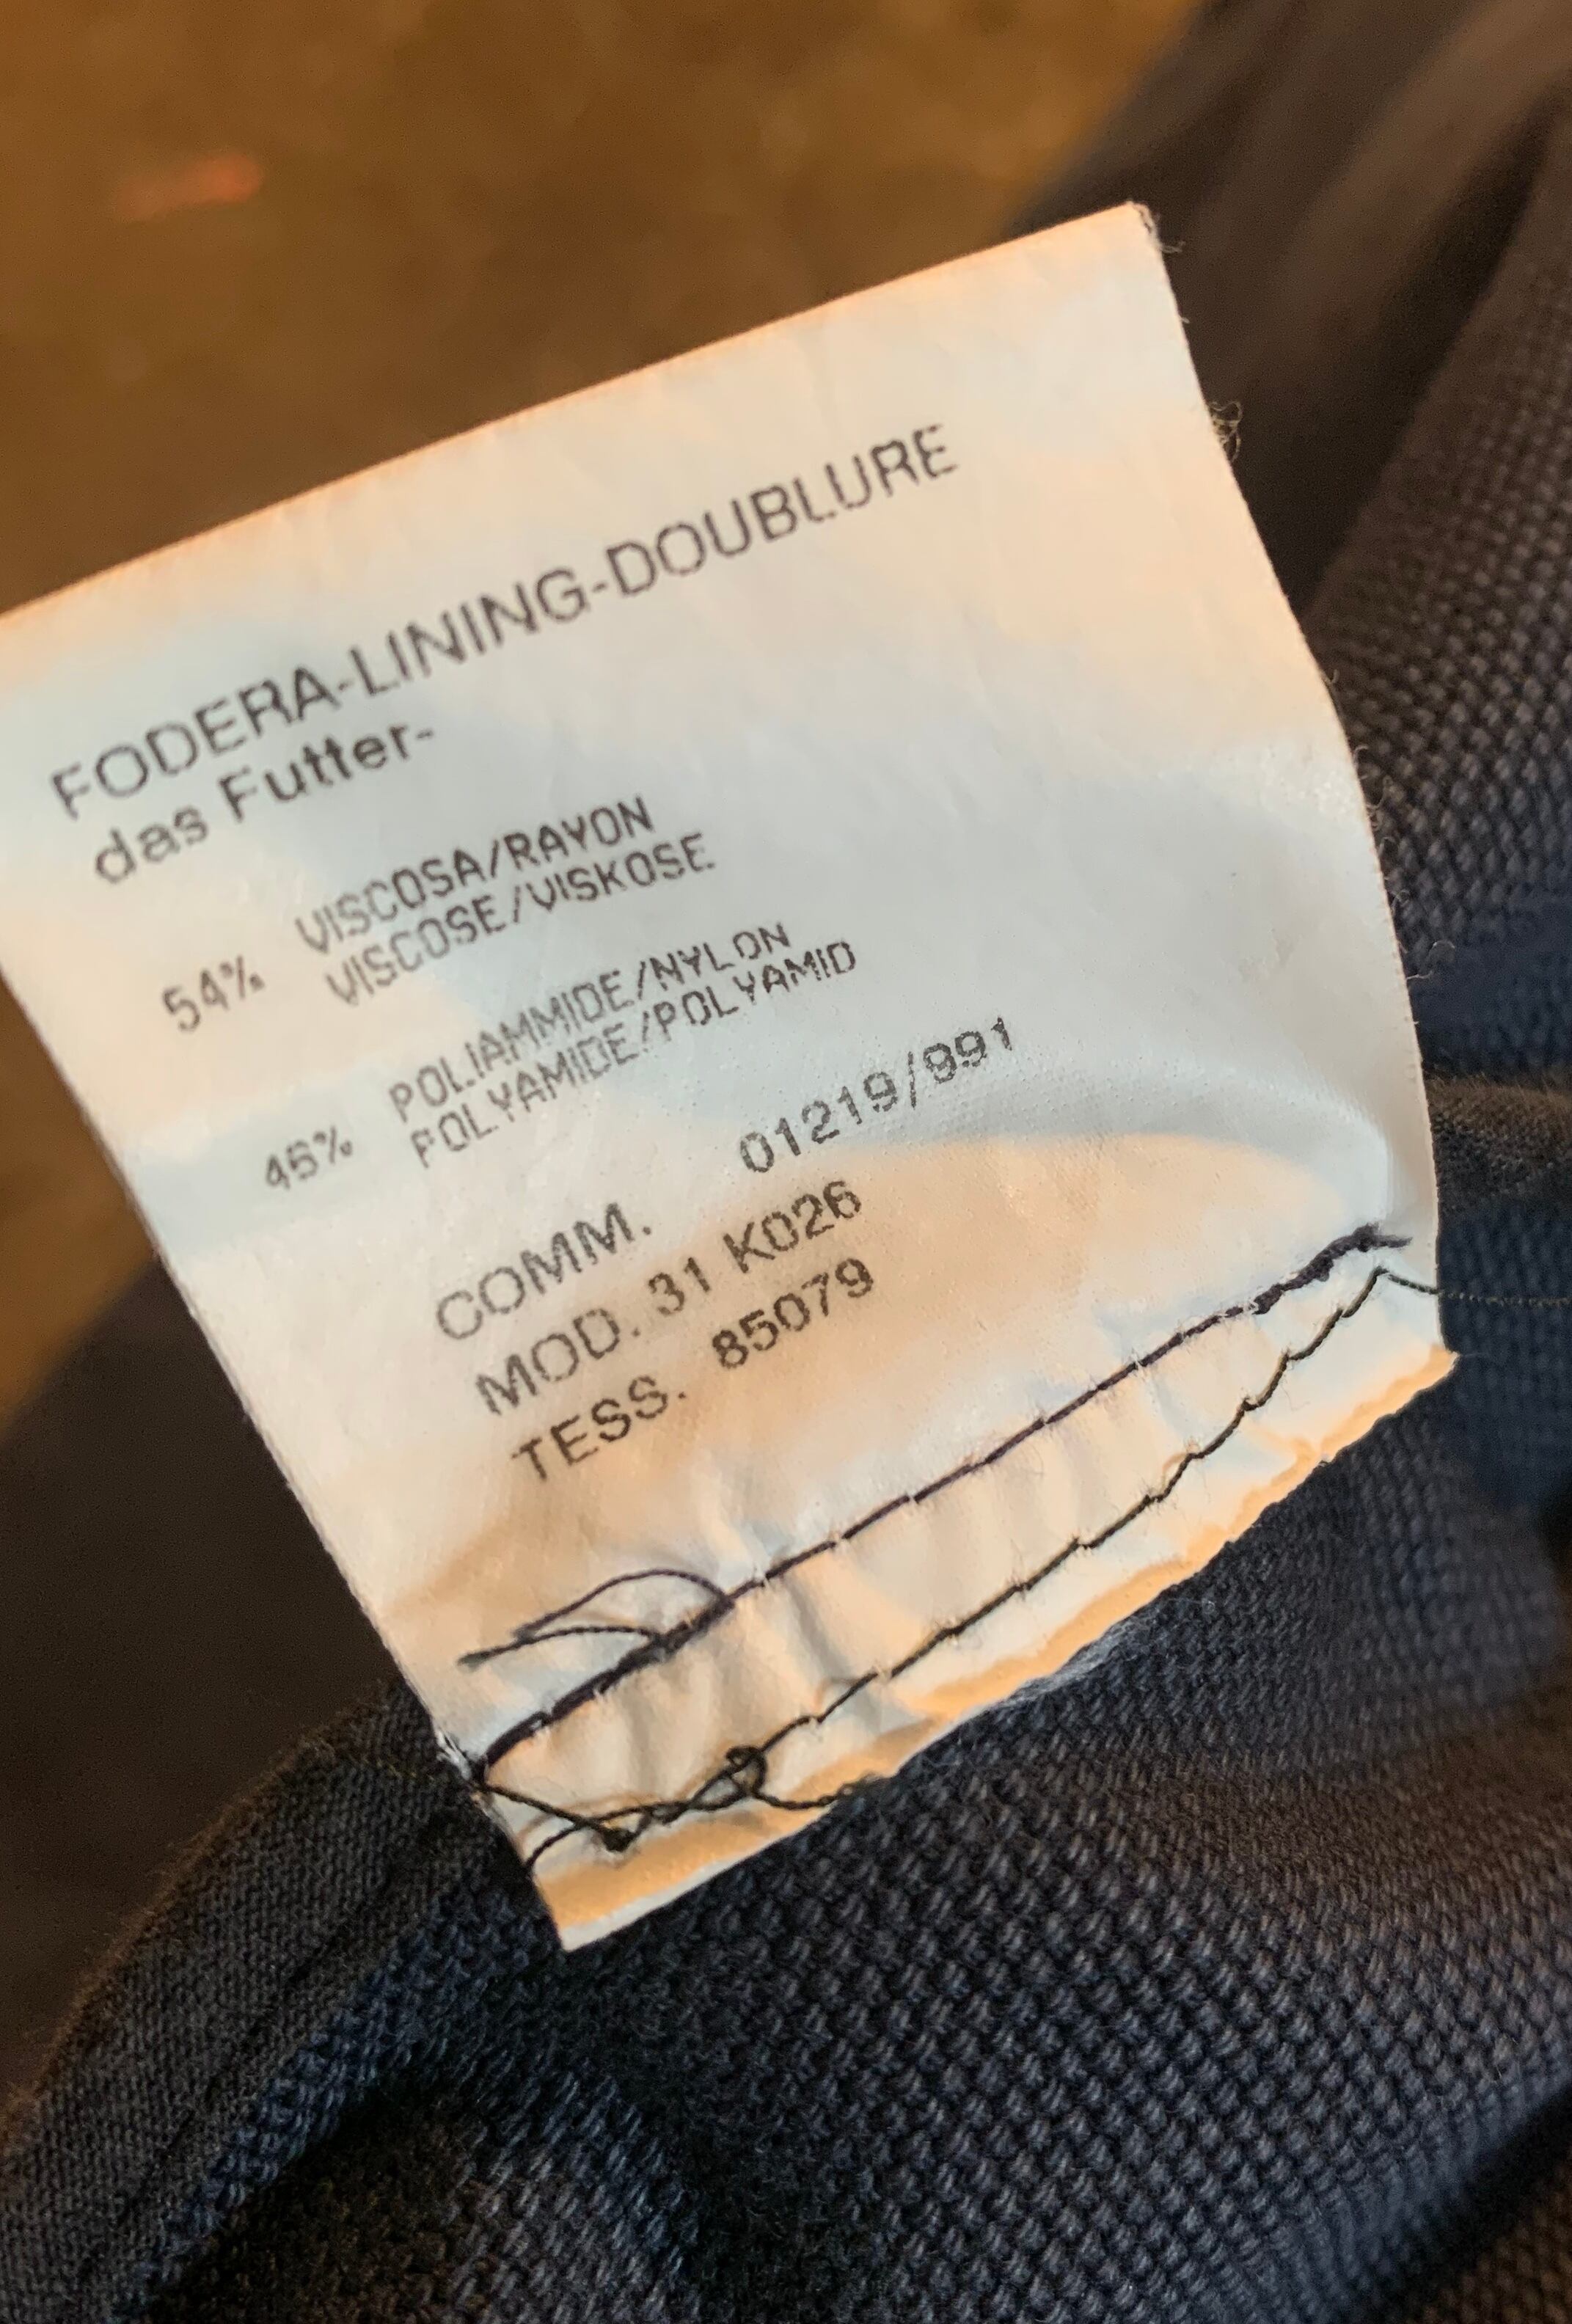 FODERA-LINING-DOUBLURE
das Futter-
54% VISCOSA/RAYON
VISCOSE/VISKOSE
46% POLIAMMIDE/NYLON
POLYAMIDE/POLYAMID
COMM. 01219/991
MOD. 31 K026
TESS. 85079